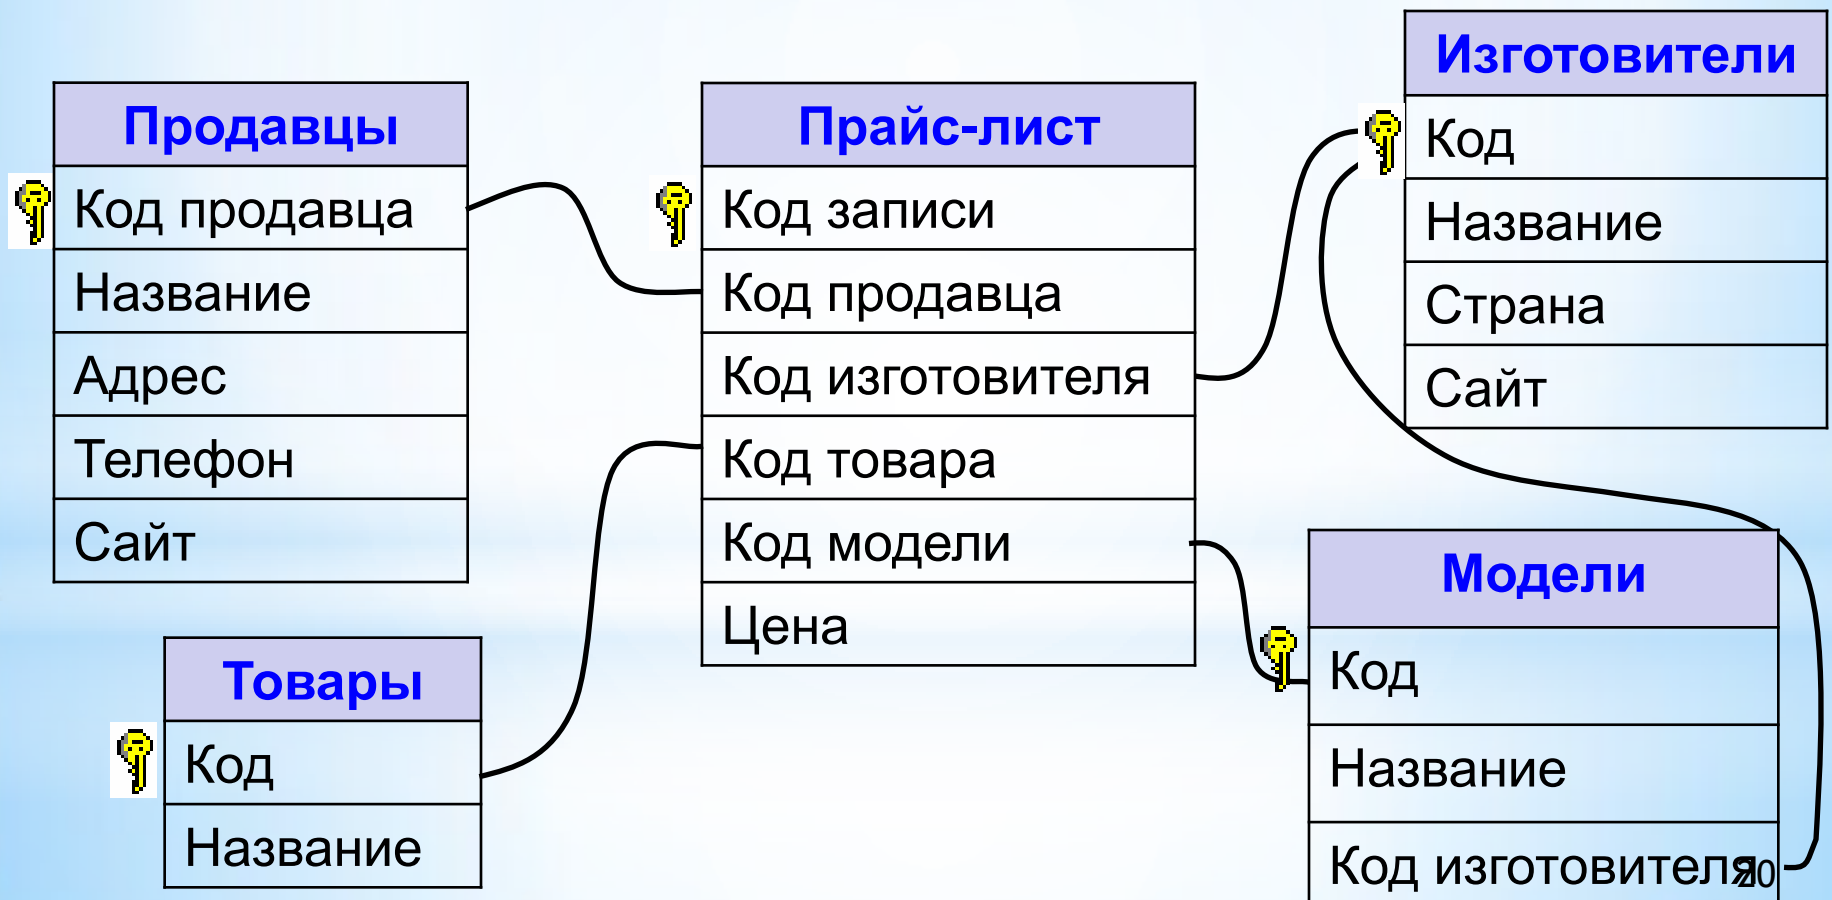 Продавцы
Код продавца
Название
Адрес
Телефон
Сайт
Товары
Код
Название
Прайс-лист
Код записи
Код продавца
Код изготовителя
Код товара
Код модели
Цена
Изготовители
Код
Название
Страна
Сайт
Модели
Код
Название
Код изготовителя
20